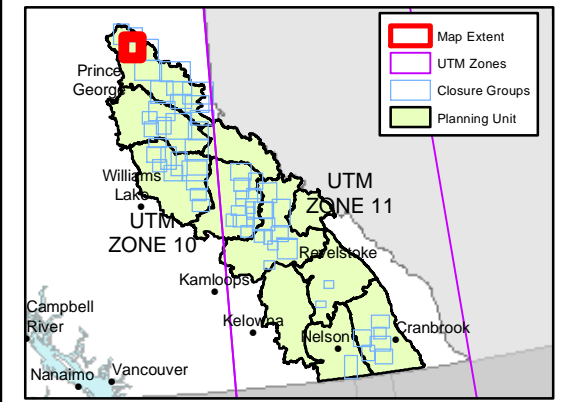 Map Extent
UTM Zones
Closure Groups
Planning Unit
Prince
George
Williams
Lake
UTM
ZONE 10
UTM
ZONE 11
Revelstoke
Kamloops
Campbell
River
Kelowna
Nelson
Cranbrook
Nanaimo
Vancouver